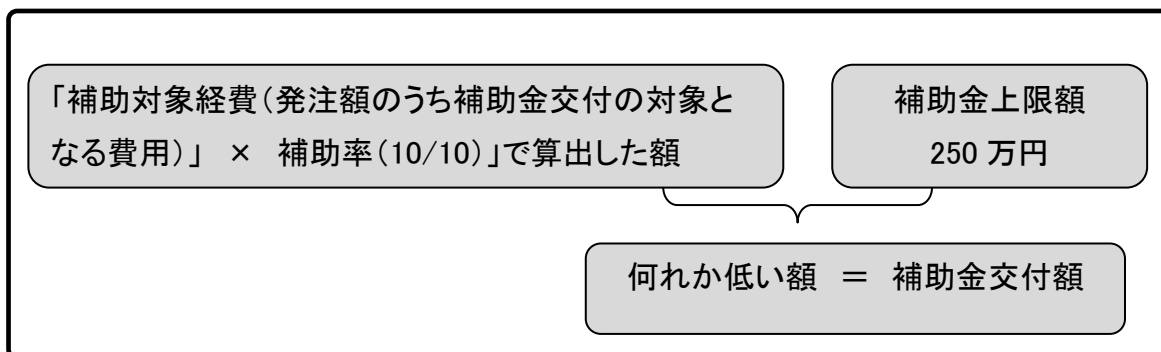 「補助対象経費（発注額のうち補助金交付の対象と
なる費用）」　×　補助率（10/10）」で算出した額
補助金上限額
250 万円
何れか低い額　＝　補助金交付額